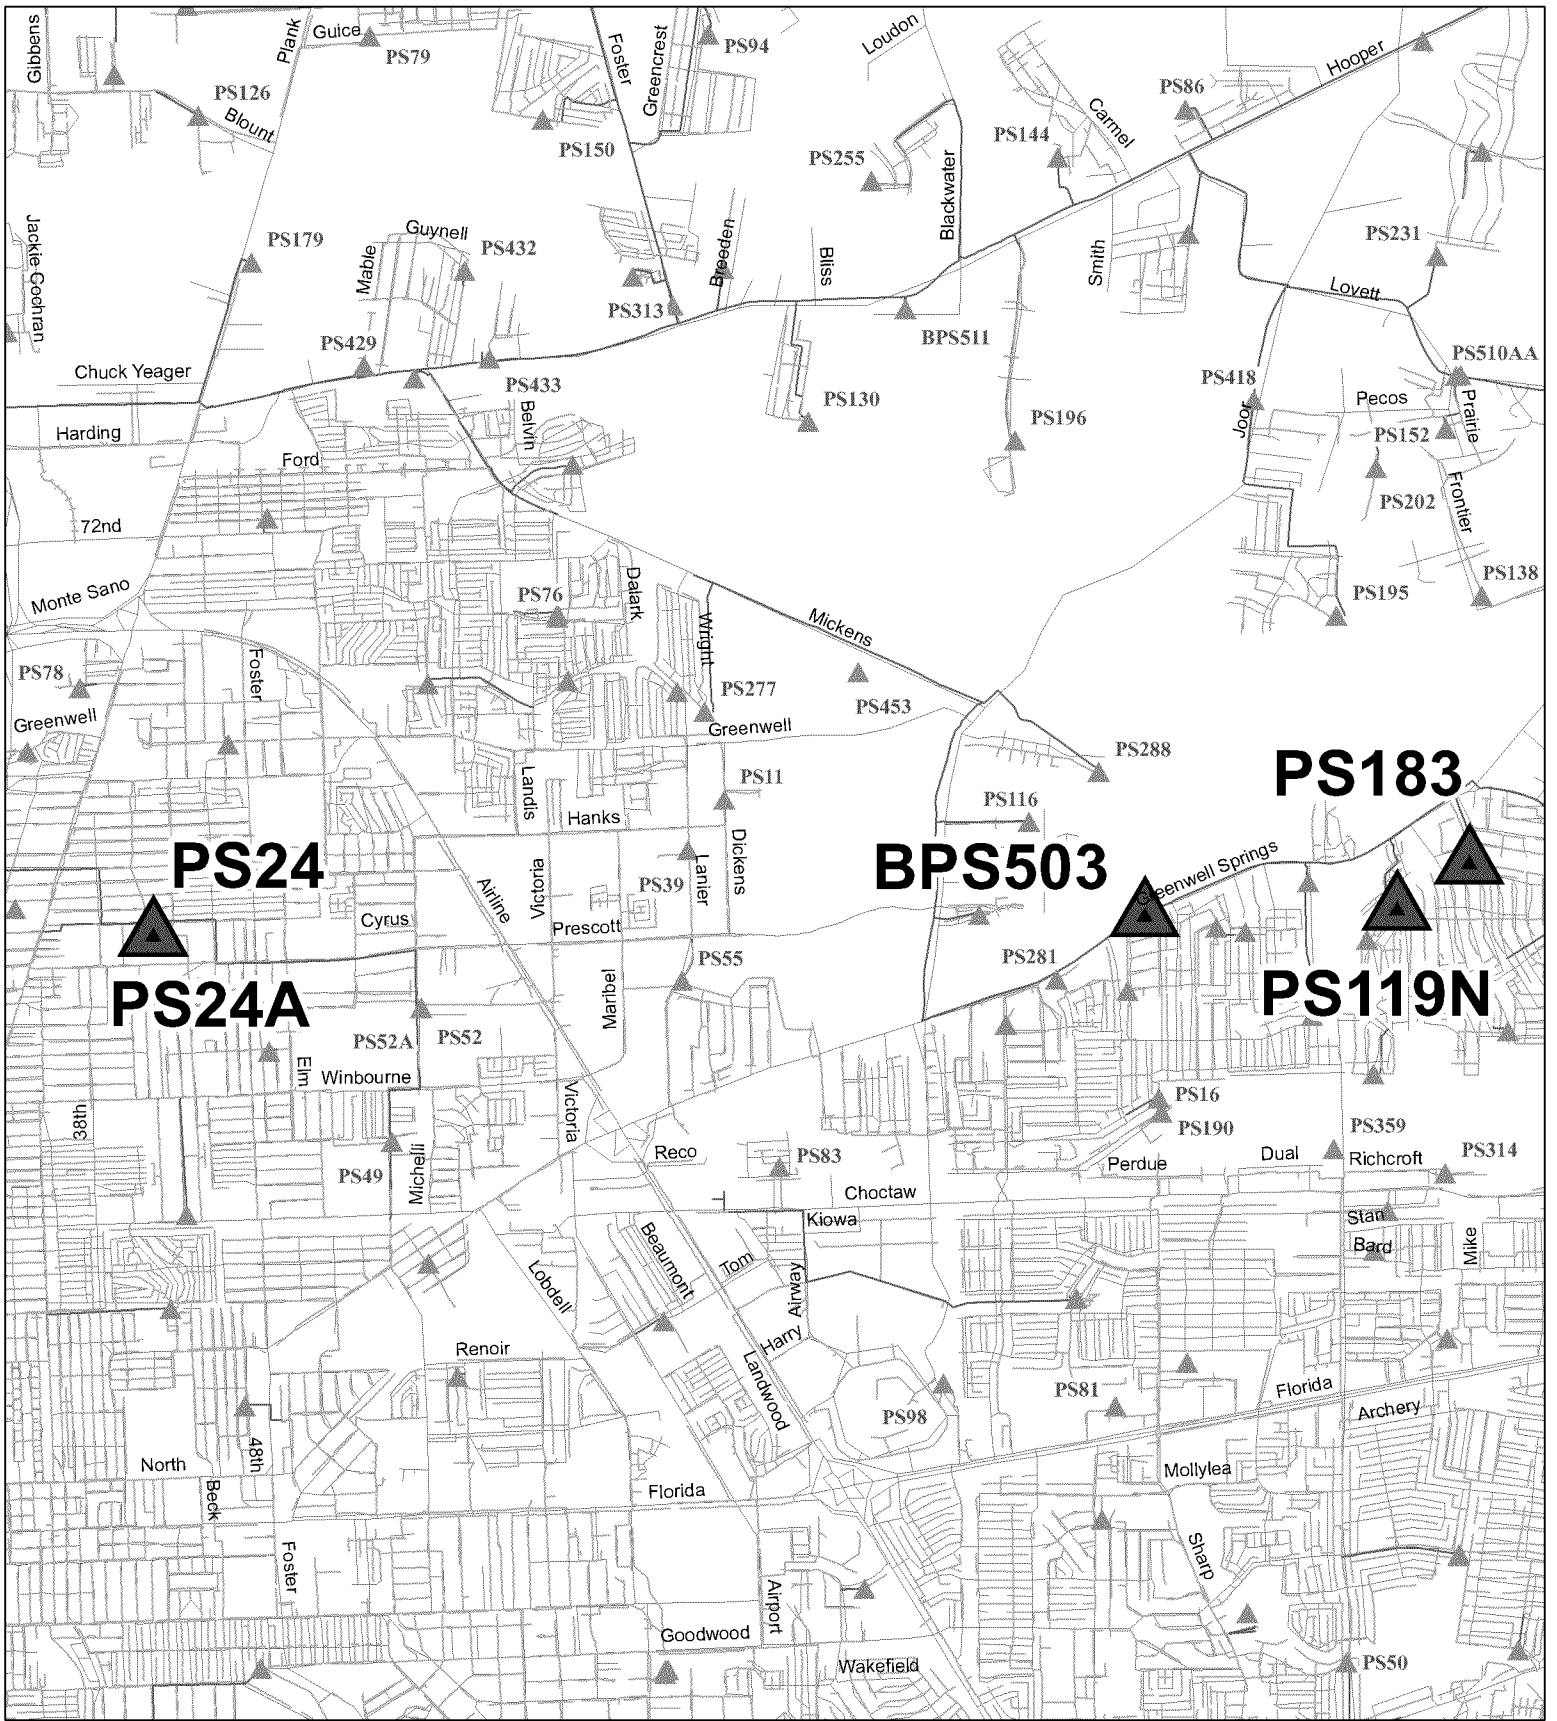 Gibbens
Plank
Guice
PS79
Foster
Greencrest
PS94
Loudon
Hooper
PS86
PS126
Blount
PS150
PS255
PS144
Carmel
Blackwater
Jackie Cochran
PS179
Mable
Guynell
PS432
PS313
Breeden
Bliss
Smith
PS231
Lovett
BPS511
PS429
Chuck Yeager
PS433
Belvin
PS130
PS196
PS418
Joor
Pecos
PS510AA
Prairie
PS152
Harding
Ford
PS202
Frontier
72nd
Monte Sano
PS76
Dalark
Wright
Mickens
PS195
PS138
PS78
Foster
Greenwell
PS277
Greenwell
PS453
PS288
PS183
PS11
Landis
Hanks
Dickens
PS116
PS24
BPS503
Greenwell Springs
Airline
Victoria
PS39
Lanier
Cyrus
Prescott
PS24A
Maribel
PS55
PS281
PS119N
PS52A
PS52
Elm
Winbourne
38th
Victoria
PS16
PS190
PS49
Michelli
Reco
PS83
Perdue
Dual
PS359
Richcroft
PS314
Choctaw
Kiowa
Stan
Bard
Mike
Lobdell
Beaumont
Tom
Airway
Harry
Renoir
Landwood
PS98
PS81
Florida
Archery
North
48th
Beck
Florida
Mollylea
Foster
Airport
Sharp
Goodwood
Wakefield
PS50